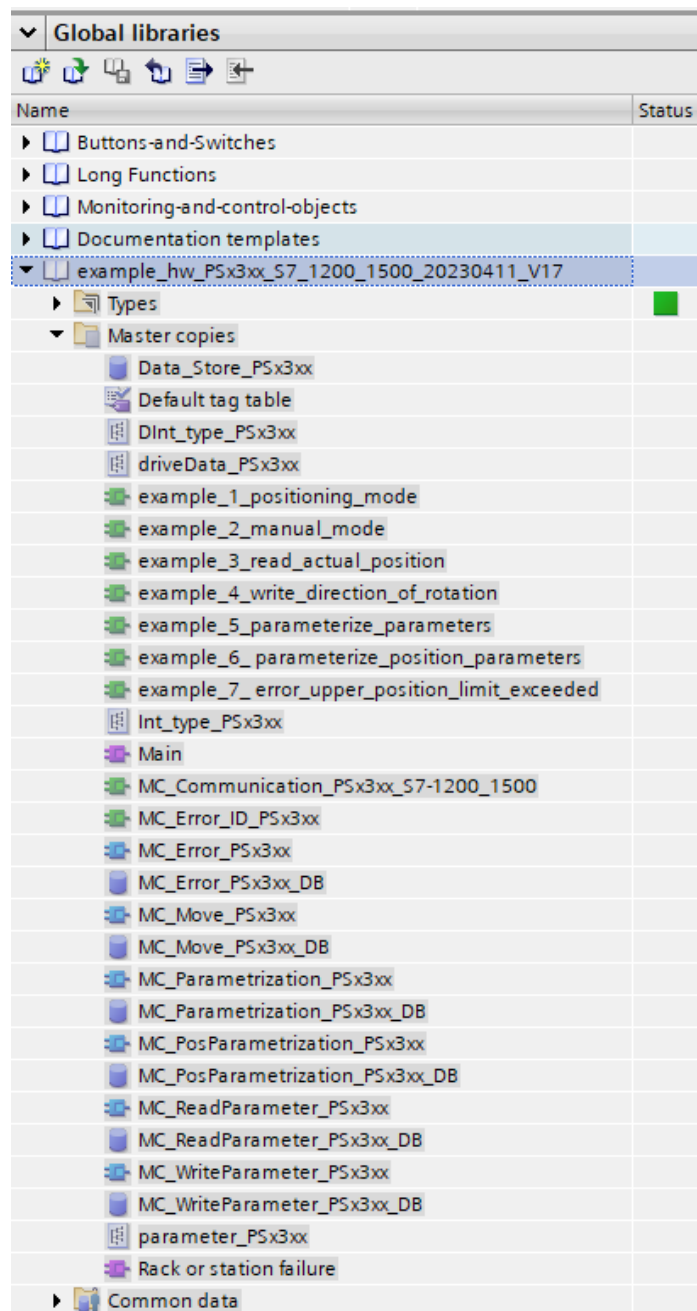 Global libraries
Name Status
Buttons-and-Switches
Long Functions
Monitoring-and-control-objects
Documentation templates
example_hw_PSx3xx_S7_1200_1500_20230411_V17
Types
Master copies
Data_Store_PSx3xx
Default tag table
DInt_type_PSx3xx
driveData_PSx3xx
example_1_positioning_mode
example_2_manual_mode
example_3_read_actual_position
example_4_write_direction_of_rotation
example_5_parameterize_parameters
example_6_ parameterize_position_parameters
example_7_ error_upper_position_limit_exceeded
Int_type_PSx3xx
Main
MC_Communication_PSx3xx_S7-1200_1500
MC_Error_ID_PSx3xx
MC_Error_PSx3xx
MC_Error_PSx3xx_DB
MC_Move_PSx3xx
MC_Move_PSx3xx_DB
MC_Parametrization_PSx3xx
MC_Parametrization_PSx3xx_DB
MC_PosParametrization_PSx3xx
MC_PosParametrization_PSx3xx_DB
MC_ReadParameter_PSx3xx
MC_ReadParameter_PSx3xx_DB
MC_WriteParameter_PSx3xx
MC_WriteParameter_PSx3xx_DB
parameter_PSx3xx
Rack or station failure
Common data